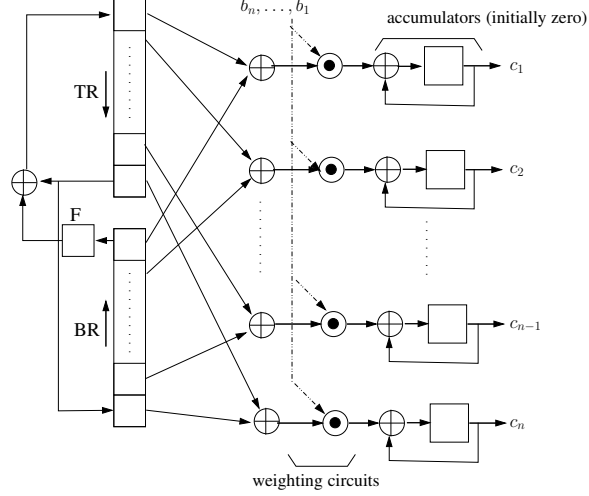 b_n, . . . , b_1
accumulators (initially zero)
c_1
TR
c_2
F
BR
c_{n−1}
c_n
weighting circuits